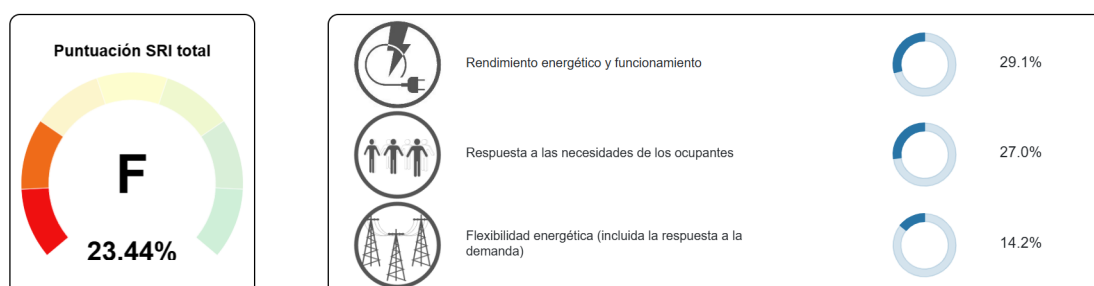 Puntuación SRI total
F
23.44%
Rendimiento energético y funcionamiento
29.1%
Respuesta a las necesidades de los ocupantes
27.0%
Flexibilidad energética (incluida la respuesta a la
demanda)
14.2%